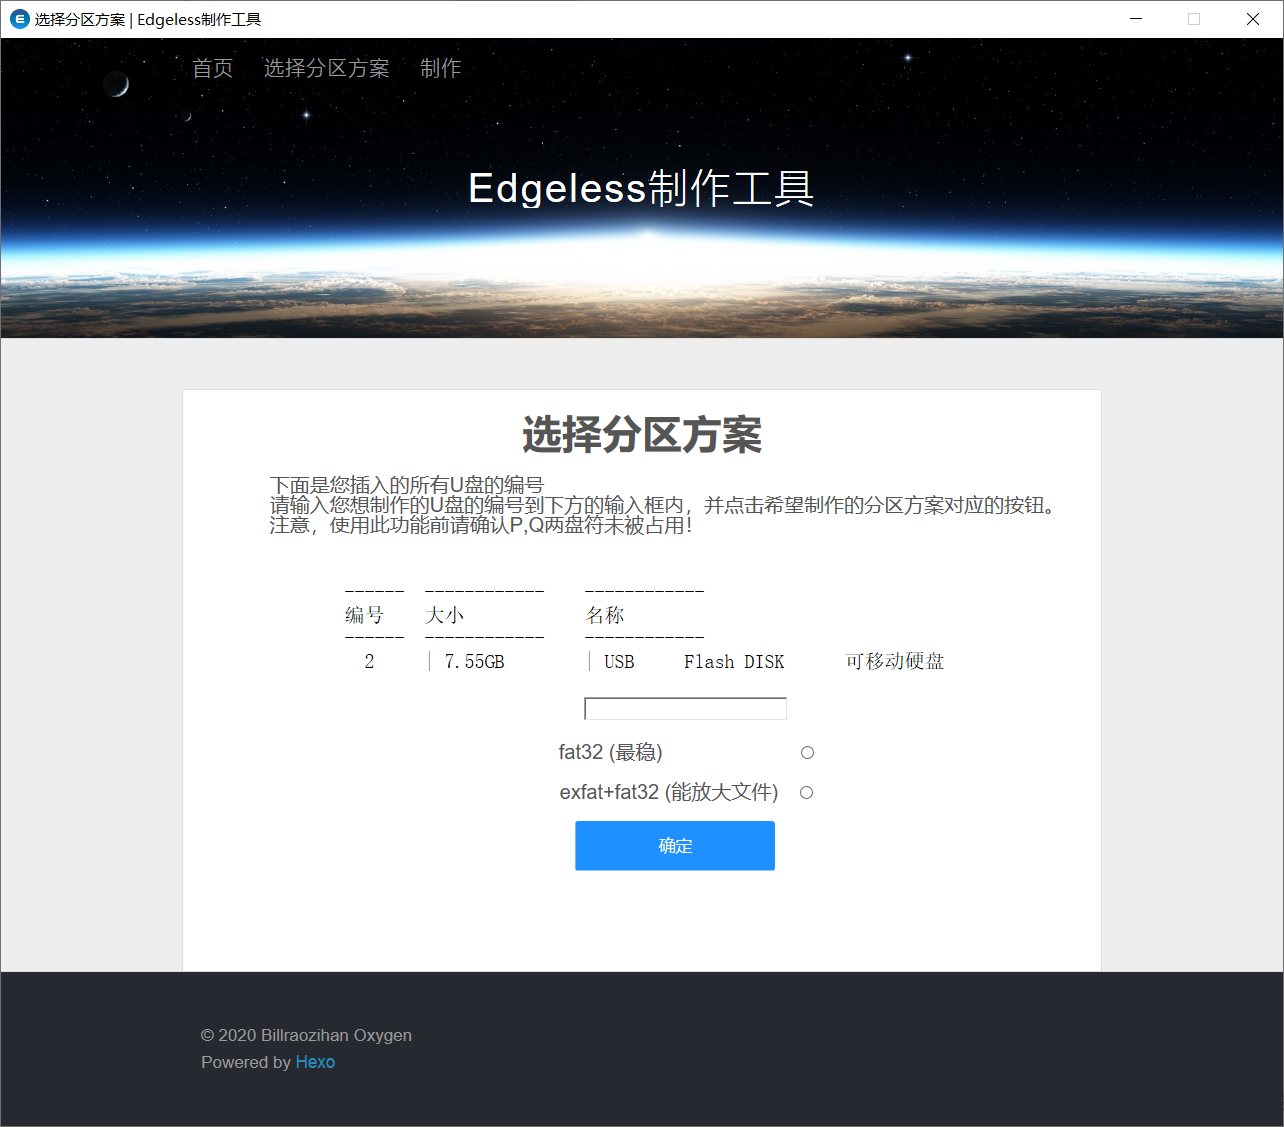 选择分区方案 | Edgeless制作工具
首页 选择分区方案 制作
Edgeless制作工具
选择分区方案
下面是您插入的所有U盘的编号
请输入您想制作的U盘的编号到下方的输入框内，并点击希望制作的分区方案对应的按钮。
注意，使用此功能前请确认P,Q两盘符未被占用！
------ ------------ ------------
编号 大小 名称
------ ------------ ------------
2 | 7.55GB | USB Flash DISK 可移动硬盘
fat32 (最稳)
exfat+fat32 (能放大文件)
确定
© 2020 Billraozihan Oxygen
Powered by Hexo